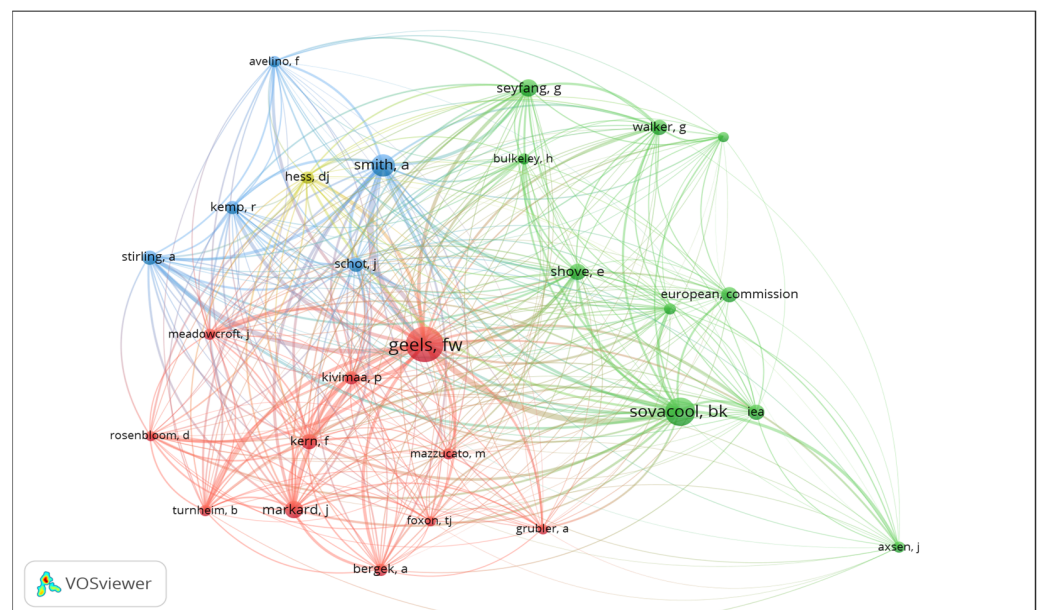 avelino, f
seyfang, g
walker, g
bulkeley, h
smith, a
hess, dj
kemp, r
stirling, a
schot, j
shove, e
european, commission
meadowcroft, j
geels, fw
kivimaa, p
sovacool, bk
iea
rosenbloom, d
kern, f
mazzucato, m
turnheim, b
markard, j
foxon, tj
grubler, a
axsen, j
bergek, a
VOSviewer